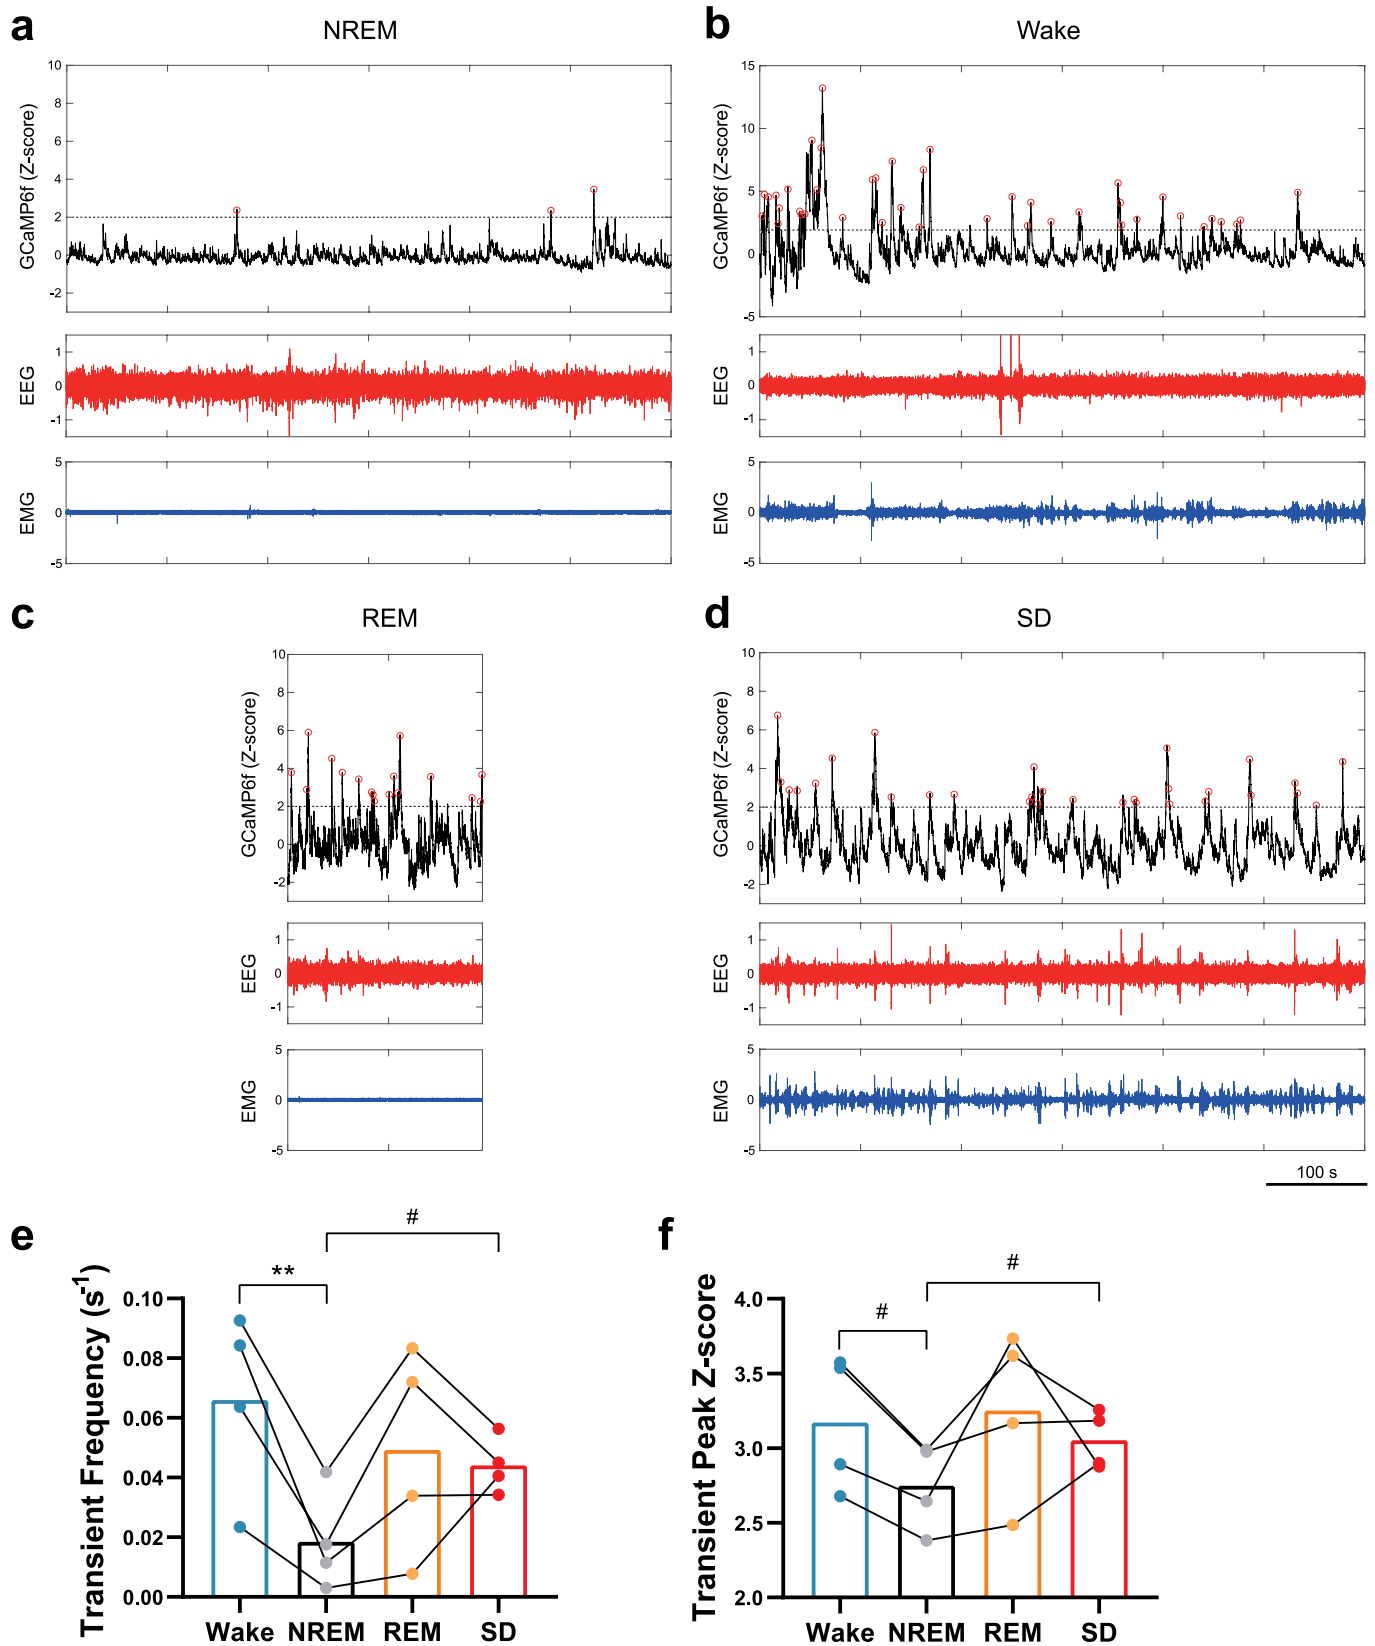 a
NREM
GCaMP6f (Z-score)
10
8
6
4
2
0
-2
EEG
1
0
-1
EMG
5
0
-5
b
Wake
GCaMP6f (Z-score)
15
10
5
0
-5
EEG
1
0
-1
EMG
5
0
-5
c
REM
GCaMP6f (Z-score)
10
8
6
4
2
0
-2
EEG
1
0
-1
EMG
5
0
-5
d
SD
GCaMP6f (Z-score)
10
8
6
4
2
0
-2
EEG
1
0
-1
EMG
5
0
-5
100 s
e
#
**
Transient Frequency (s⁻¹)
0.10
0.08
0.06
0.04
0.02
0.00
Wake NREM REM SD
f
#
#
Transient Peak Z-score
4.0
3.5
3.0
2.5
2.0
Wake NREM REM SD